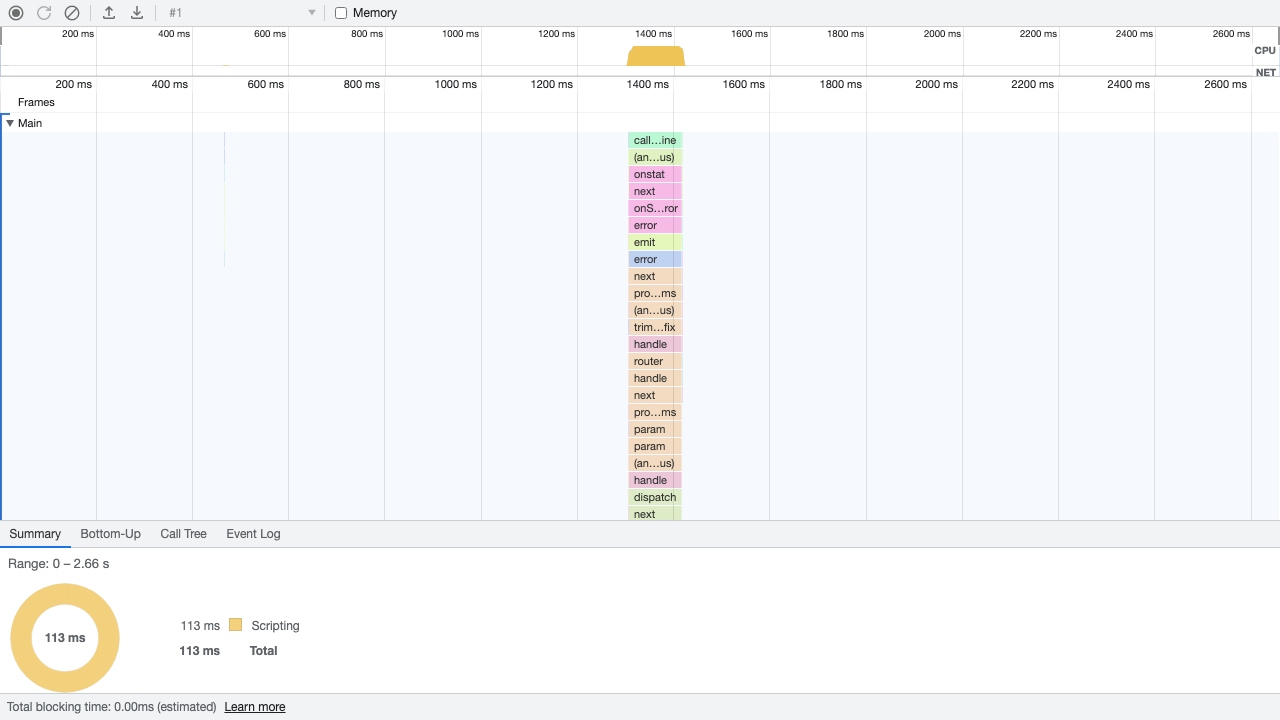 #1 Memory
200 ms 400 ms 600 ms 800 ms 1000 ms 1200 ms 1400 ms 1600 ms 1800 ms 2000 ms 2200 ms 2400 ms 2600 ms
CPU
NET
200 ms 400 ms 600 ms 800 ms 1000 ms 1200 ms 1400 ms 1600 ms 1800 ms 2000 ms 2200 ms 2400 ms 2600 ms
Frames
Main
call…ine
(an…us)
onstat
next
onS…ror
error
emit
error
next
pro…ms
(an…us)
trim…fix
handle
router
handle
next
pro…ms
param
param
(an…us)
handle
dispatch
next
Summary Bottom-Up Call Tree Event Log
Range: 0 – 2.66 s
113 ms
113 ms Scripting
113 ms Total
Total blocking time: 0.00ms (estimated) Learn more